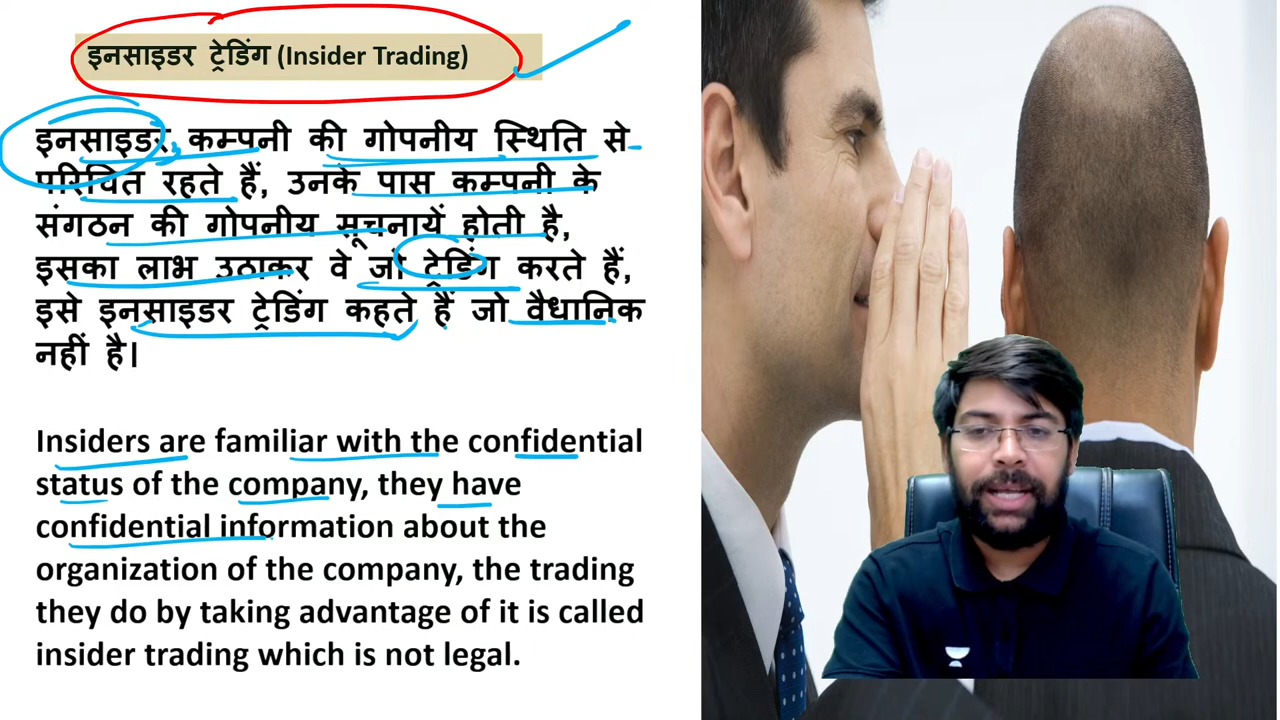 इनसाइडर ट्रेडिंग (Insider Trading)
इनसाइडर, कम्पनी की गोपनीय स्थिति से
परिचित रहते हैं, उनके पास कम्पनी के
संगठन की गोपनीय सूचनायें होती है,
इसका लाभ उठाकर वे जो ट्रेडिंग करते हैं,
इसे इनसाइडर ट्रेडिंग कहते हैं जो वैधानिक
नहीं है।
Insiders are familiar with the confidential
status of the company, they have
confidential information about the
organization of the company, the trading
they do by taking advantage of it is called
insider trading which is not legal.